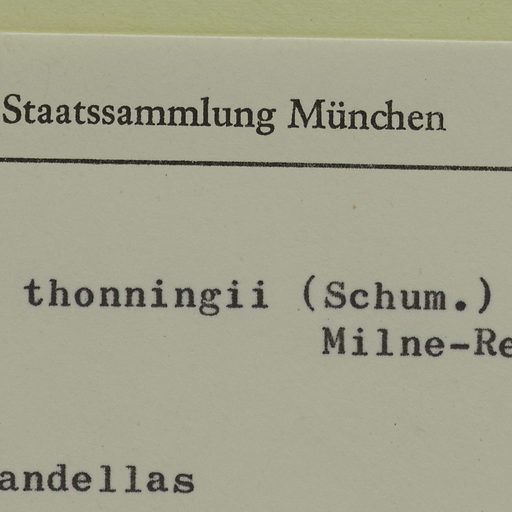 Staatssammlung München
thonningii (Schum.)
Milne-Re
andellas